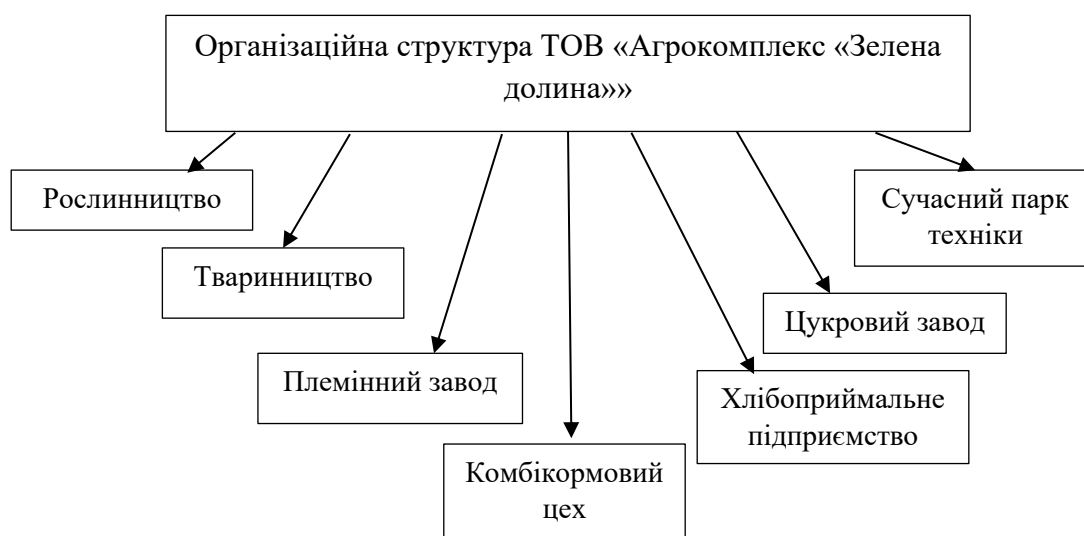 Організаційна структура ТОВ «Агрокомплекс «Зелена
долина»»
Рослинництво
Сучасний парк
техніки
Тваринництво
Цукровий завод
Племінний завод
Хлібоприймальне
підприємство
Комбікормовий
цех